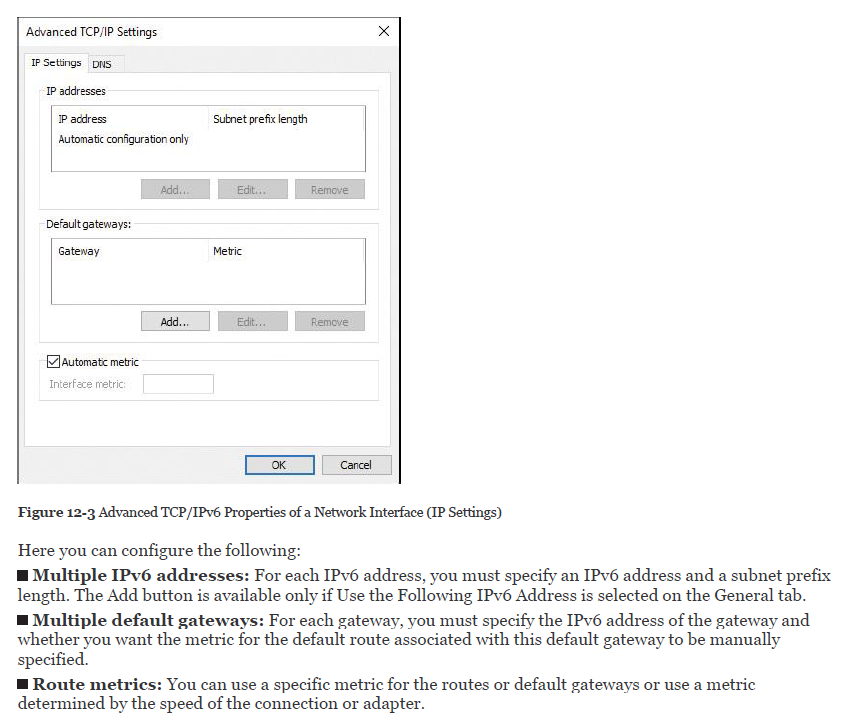 Advanced TCP/IP Settings
IP Settings DNS
IP addresses
IP address Subnet prefix length
Automatic configuration only
Add... Edit... Remove
Default gateways:
Gateway Metric
Add... Edit... Remove
Automatic metric
Interface metric:
OK Cancel
Figure 12-3 Advanced TCP/IPv6 Properties of a Network Interface (IP Settings)
Here you can configure the following:
■ Multiple IPv6 addresses: For each IPv6 address, you must specify an IPv6 address and a subnet prefix
length. The Add button is available only if Use the Following IPv6 Address is selected on the General tab.
■ Multiple default gateways: For each gateway, you must specify the IPv6 address of the gateway and
whether you want the metric for the default route associated with this default gateway to be manually
specified.
■ Route metrics: You can use a specific metric for the routes or default gateways or use a metric
determined by the speed of the connection or adapter.